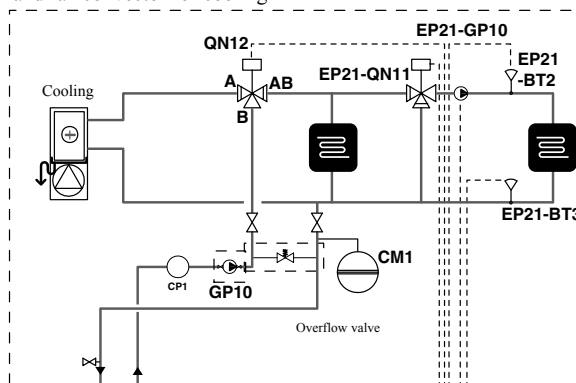 QN12
EP21-GP10
EP21
-BT2
EP21-QN11
A
AB
B
Cooling
EP21-BT3
CM1
CP1
GP10
Overflow valve